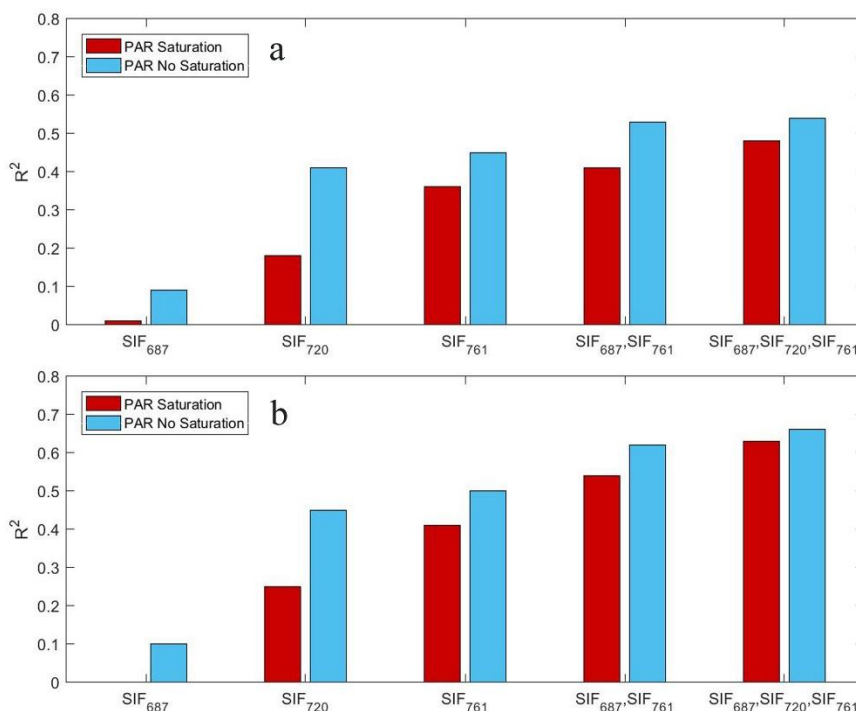 0.8
PAR Saturation
PAR No Saturation
a
0.7
0.6
0.5
0.4
0.3
0.2
0.1
0
R²
SIF₆₈₇
SIF₇₂₀
SIF₇₆₁
SIF₆₈₇,SIF₇₆₁
SIF₆₈₇,SIF₇₂₀,SIF₇₆₁
0.8
PAR Saturation
PAR No Saturation
b
0.7
0.6
0.5
0.4
0.3
0.2
0.1
0
R²
SIF₆₈₇
SIF₇₂₀
SIF₇₆₁
SIF₆₈₇,SIF₇₆₁
SIF₆₈₇,SIF₇₂₀,SIF₇₆₁